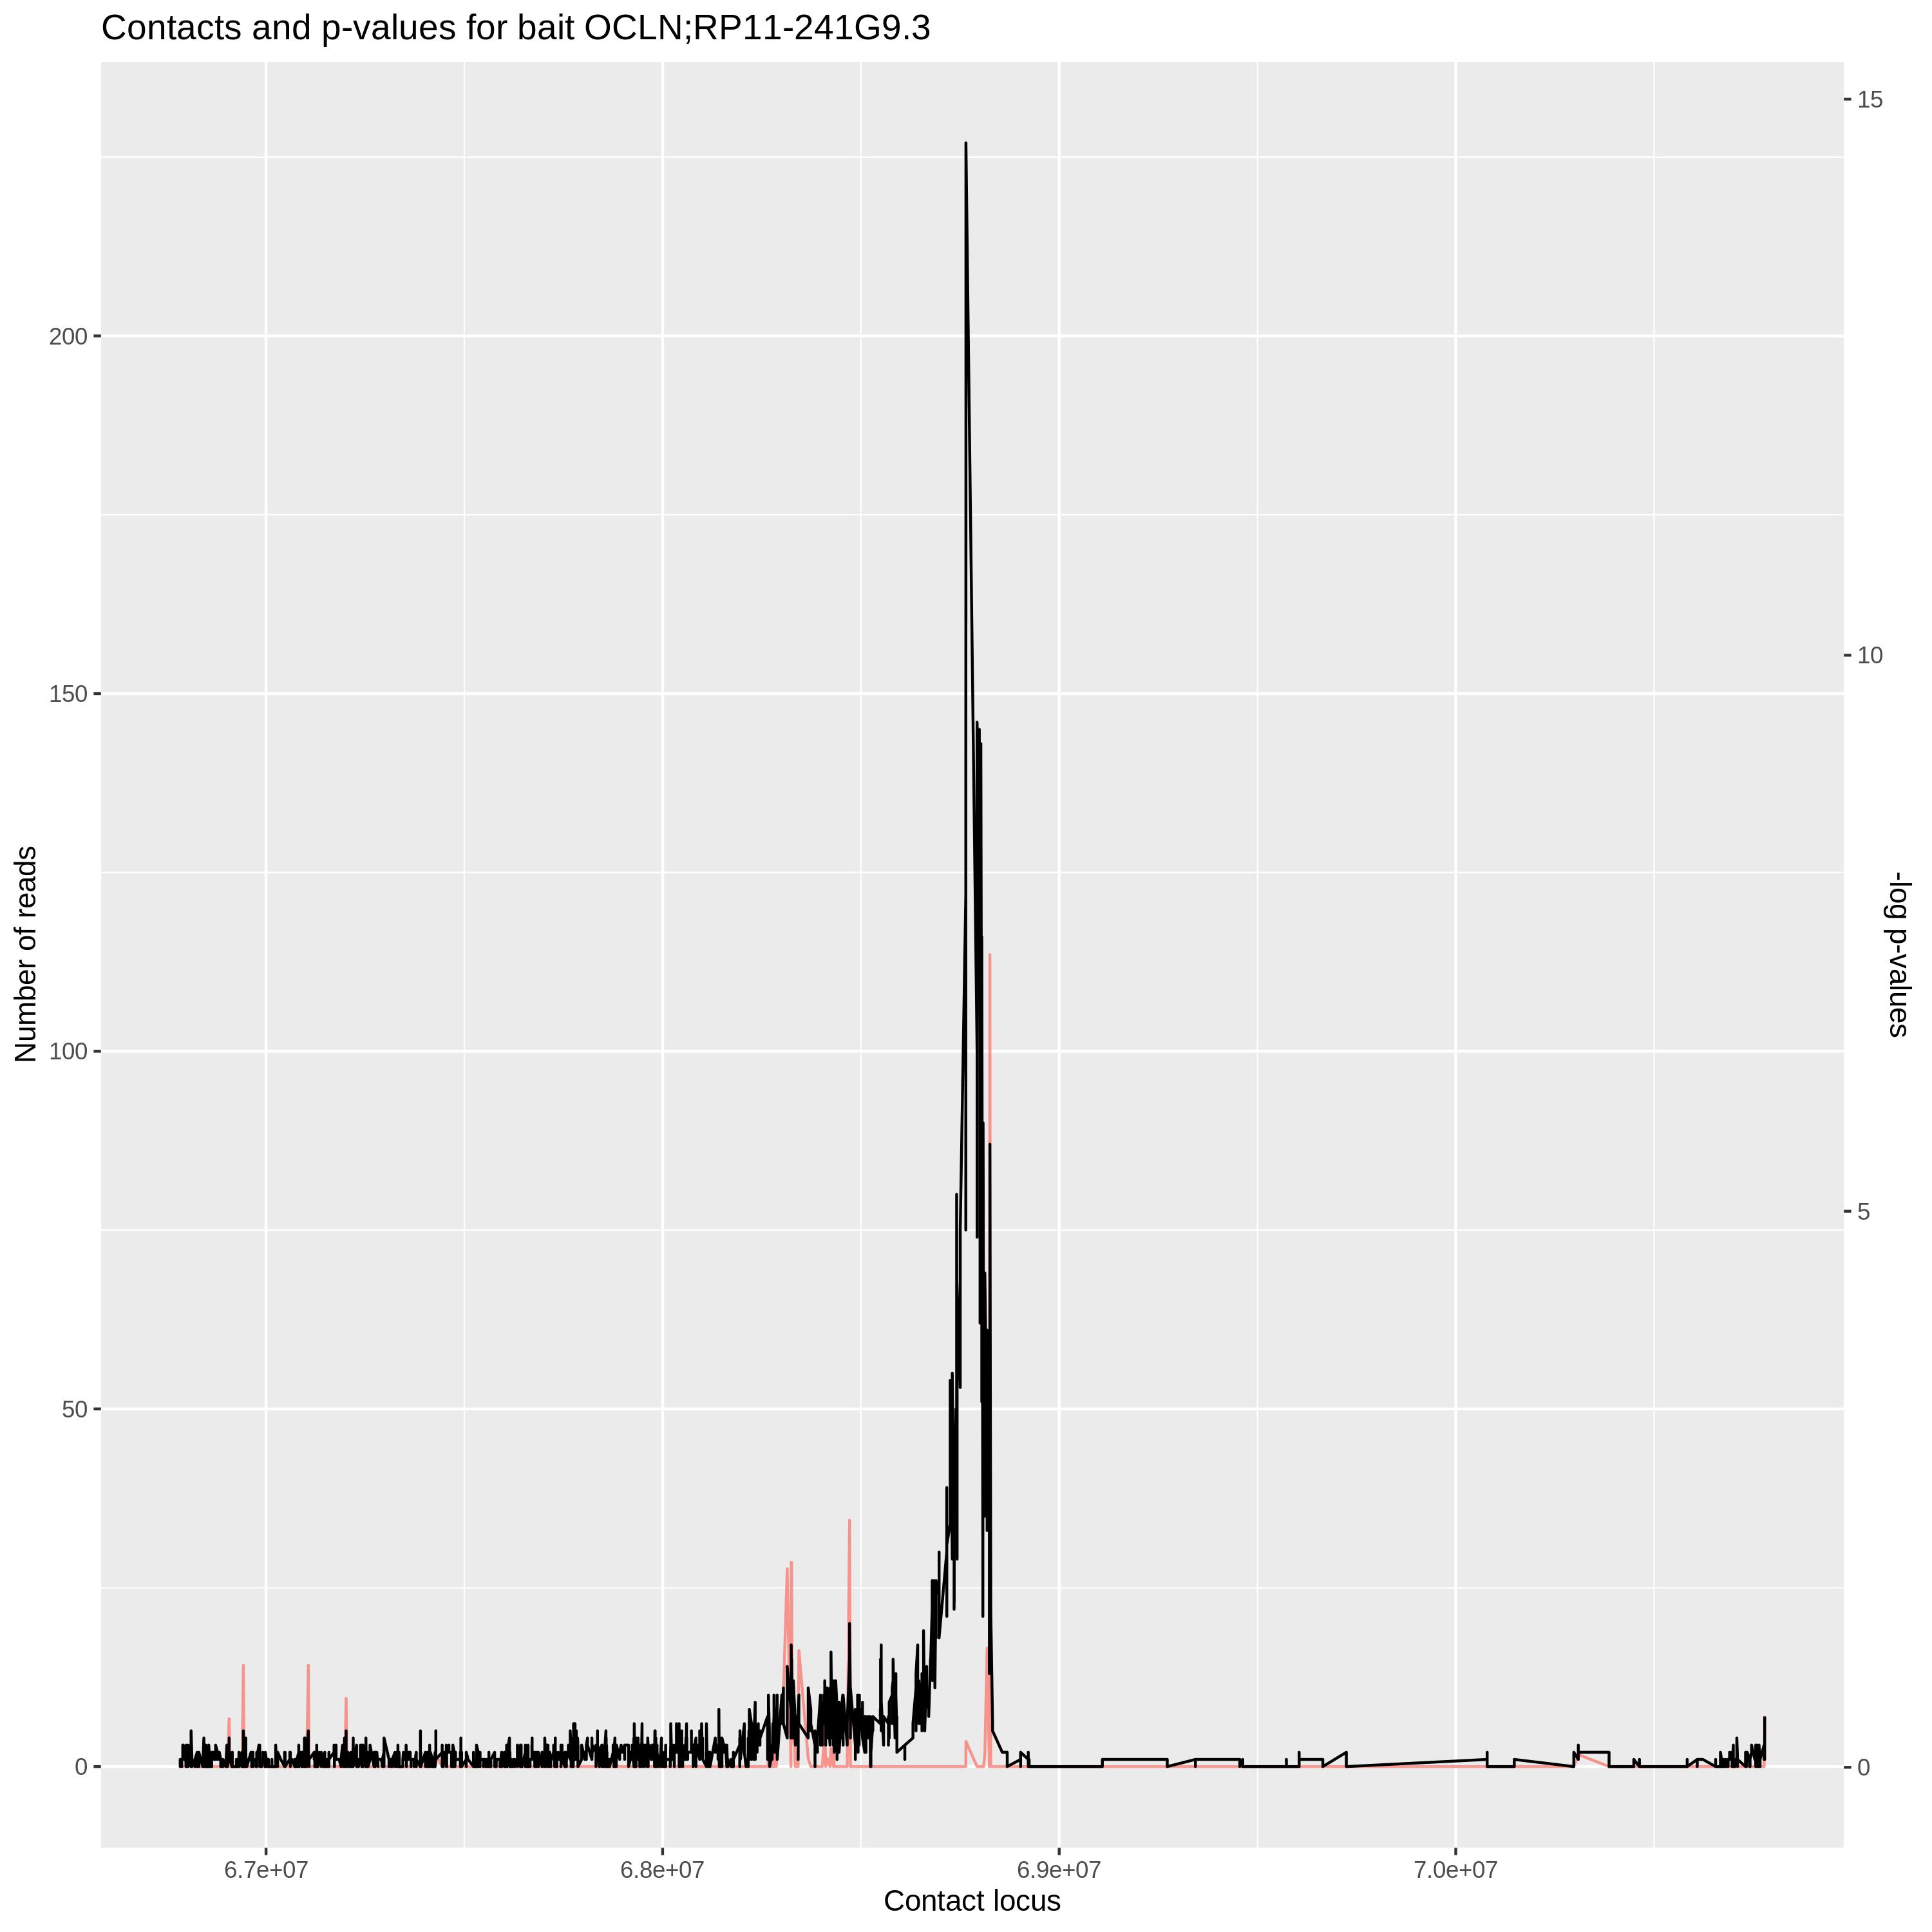 Contacts and p-values for bait OCLN;RP11-241G9.3
Number of reads
200
150
100
50
0
15
10
5
0
-log p-values
6.7e+07 6.8e+07 6.9e+07 7.0e+07
Contact locus